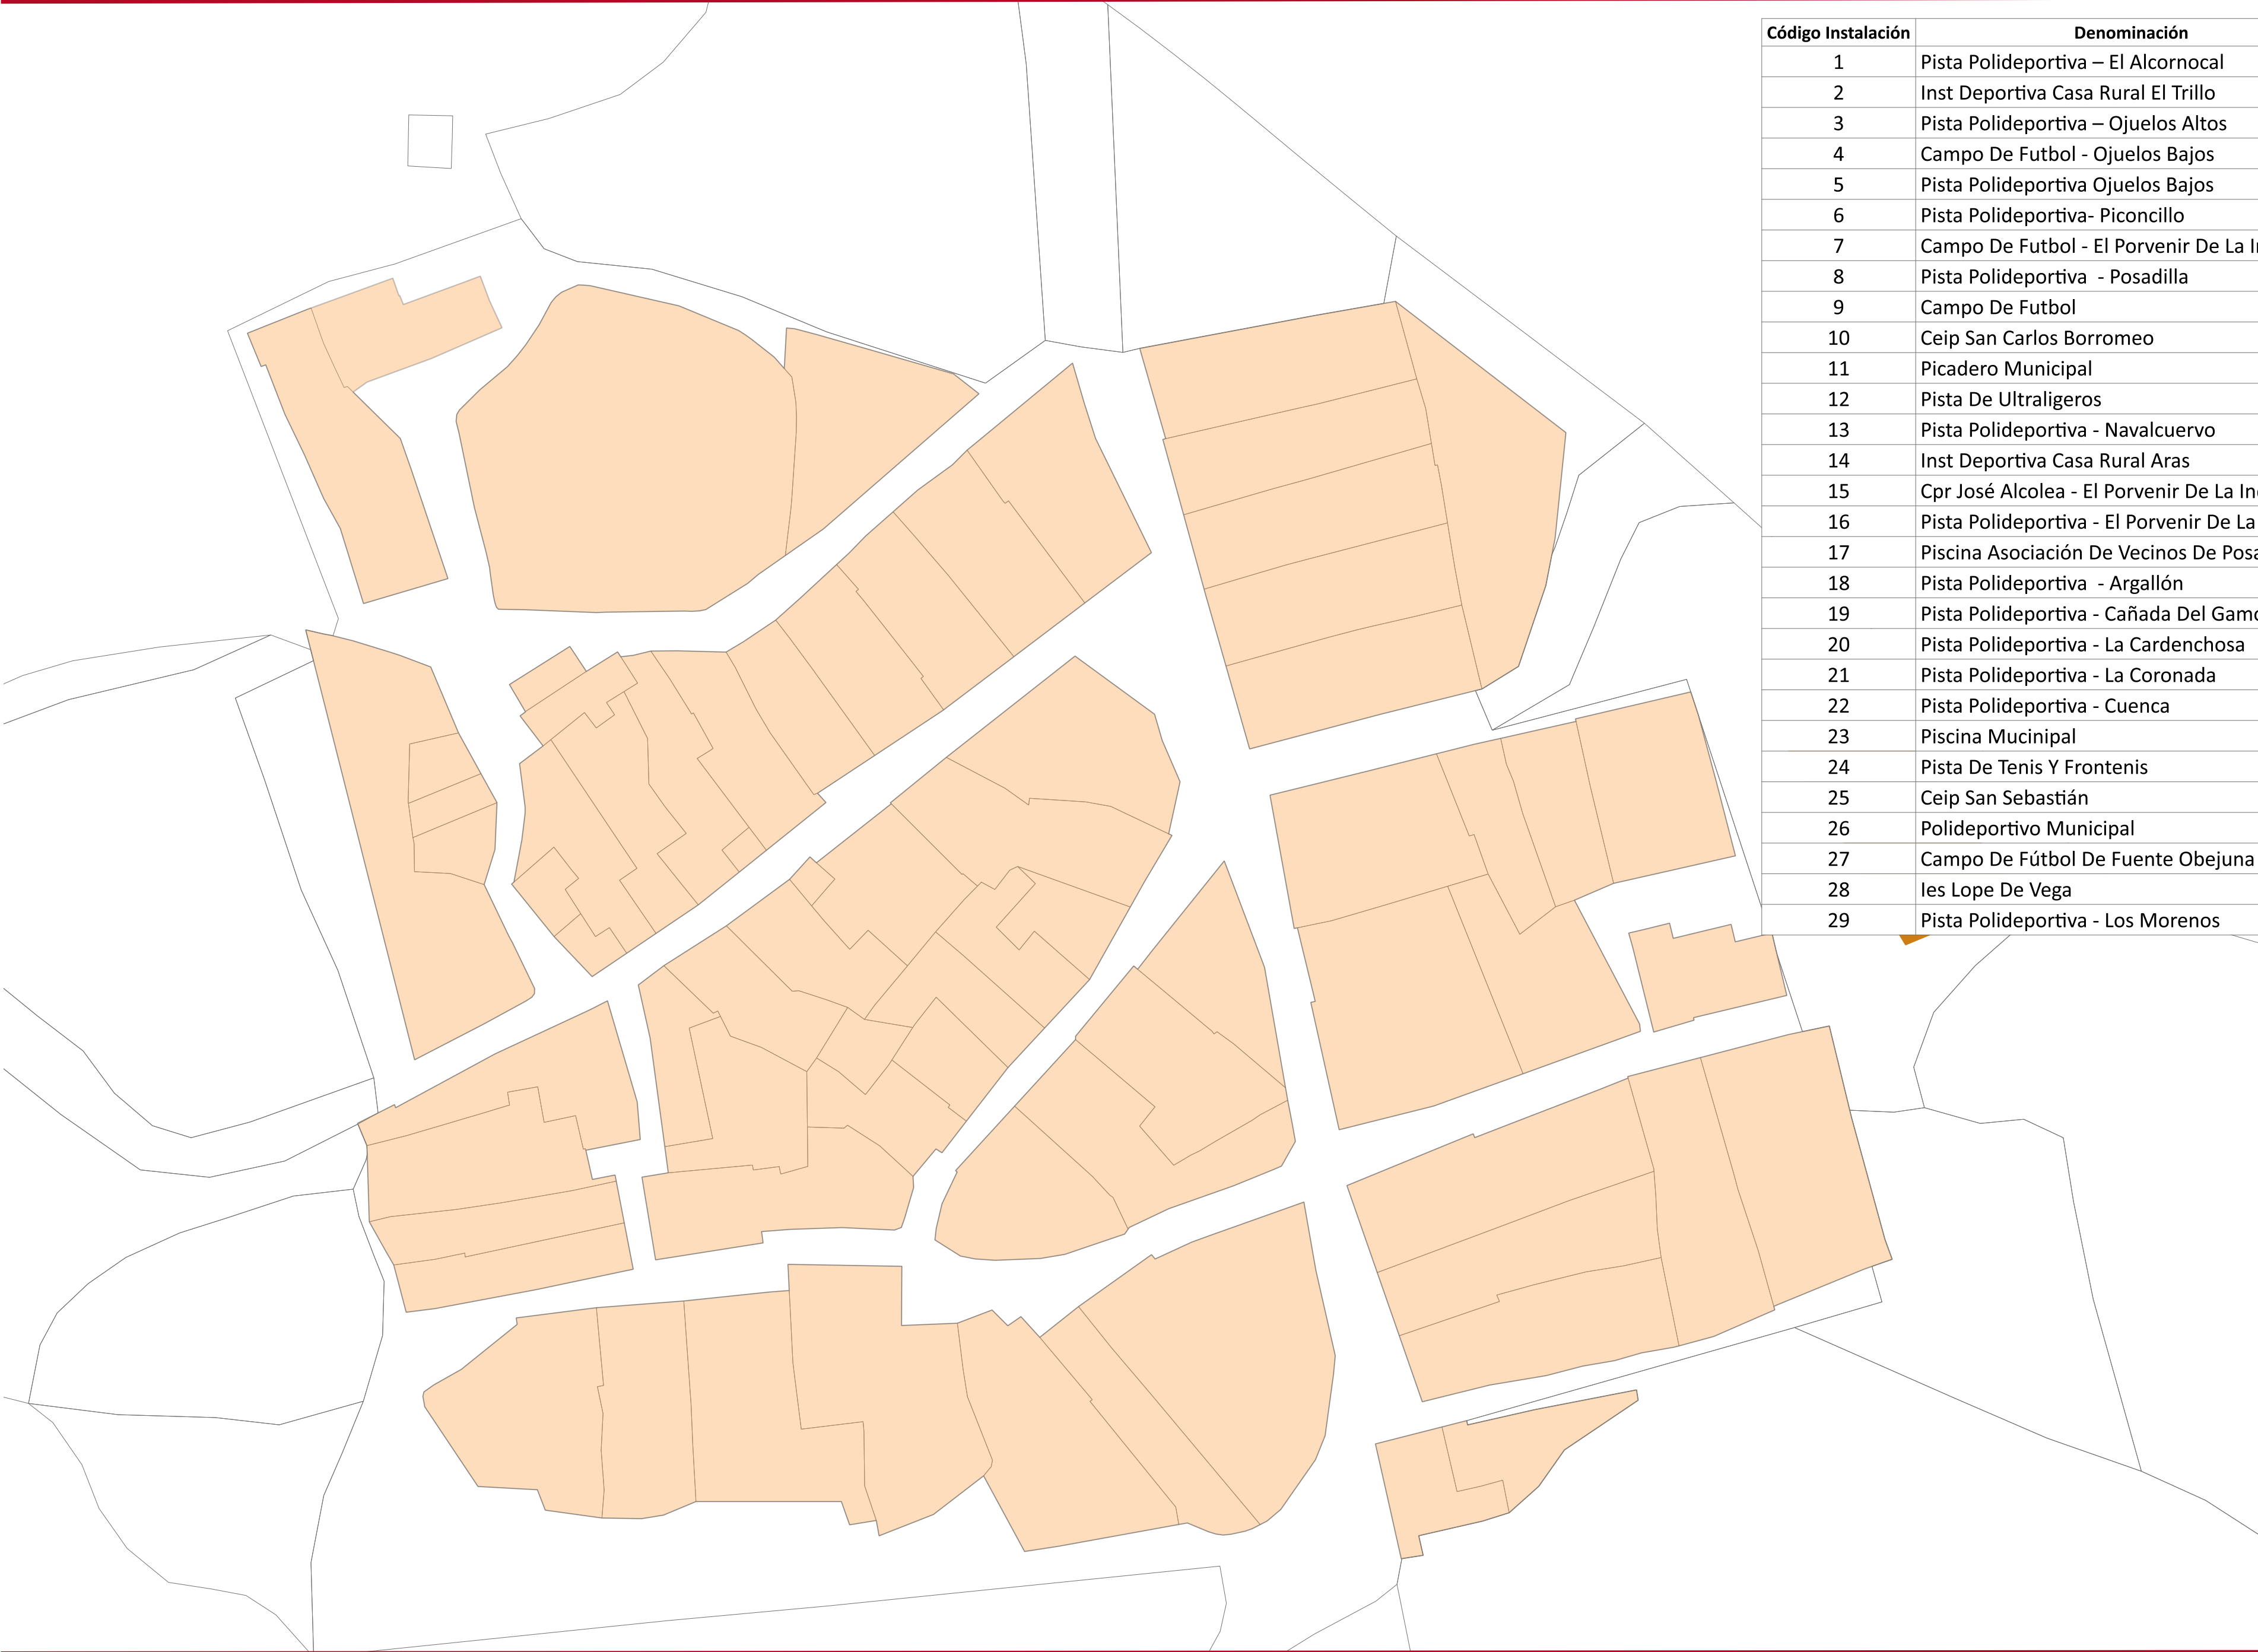 Código Instalación Denominación
1 Pista Polideportiva – El Alcornocal
2 Inst Deportiva Casa Rural El Trillo
3 Pista Polideportiva – Ojuelos Altos
4 Campo De Futbol - Ojuelos Bajos
5 Pista Polideportiva Ojuelos Bajos
6 Pista Polideportiva- Piconcillo
7 Campo De Futbol - El Porvenir De La
8 Pista Polideportiva - Posadilla
9 Campo De Futbol
10 Ceip San Carlos Borromeo
11 Picadero Municipal
12 Pista De Ultraligeros
13 Pista Polideportiva - Navalcuervo
14 Inst Deportiva Casa Rural Aras
15 Cpr José Alcolea - El Porvenir De La
16 Pista Polideportiva - El Porvenir De La
17 Piscina Asociación De Vecinos De
18 Pista Polideportiva - Argallón
19 Pista Polideportiva - Cañada Del
20 Pista Polideportiva - La Cardenchosa
21 Pista Polideportiva - La Coronada
22 Pista Polideportiva - Cuenca
23 Piscina Mucinipal
24 Pista De Tenis Y Frontenis
25 Ceip San Sebastián
26 Polideportivo Municipal
27 Campo De Fútbol De Fuente Obejuna
28 Ies Lope De Vega
29 Pista Polideportiva - Los Morenos